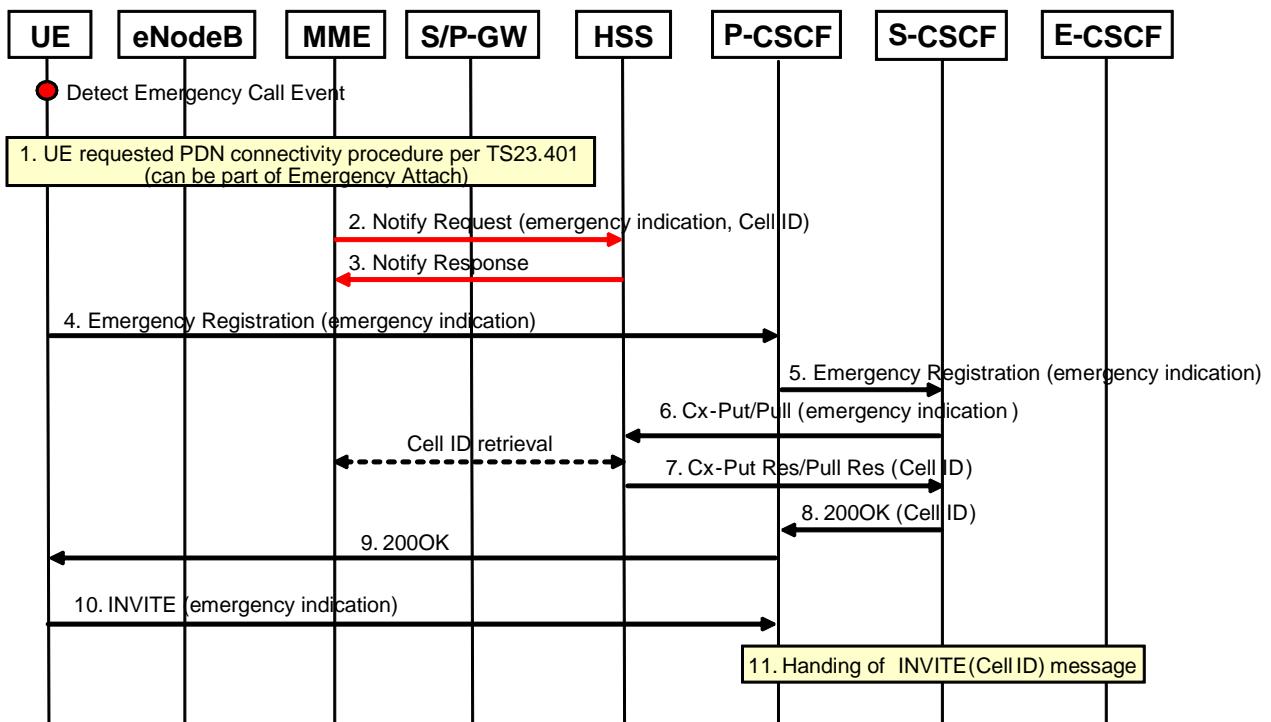 UE
eNodeB
MME
S/P-GW
HSS
P-CSCF
S-CSCF
E-CSCF
Detect Emergency Call Event
1. UE requested PDN connectivity procedure per TS23.401
(can be part of Emergency Attach)
2. Notify Request (emergency indication, Cell ID)
3. Notify Response
4. Emergency Registration (emergency indication)
5. Emergency Registration (emergency indication)
6. Cx-Put/Pull (emergency indication )
Cell ID retrieval
7. Cx-Put Res/Pull Res (Cell ID)
8. 200OK (Cell ID)
9. 200OK
10. INVITE (emergency indication)
11. Handing of INVITE(Cell ID) message